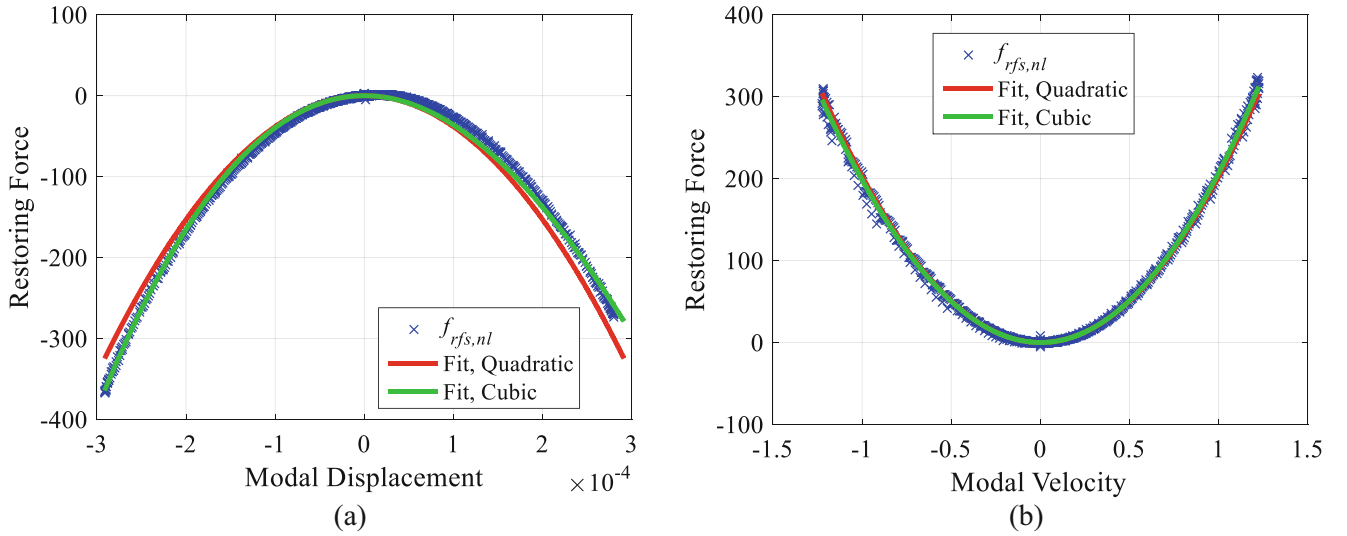 100
0
-100
-200
-300
-400
-3
-2
-1
0
1
2
3
×10-4
Restoring Force
Modal Displacement
frfs,nl
Fit, Quadratic
Fit, Cubic
(a)
400
300
200
100
0
-100
-1.5
-1
-0.5
0
0.5
1
1.5
Restoring Force
Modal Velocity
frfs,nl
Fit, Quadratic
Fit, Cubic
(b)